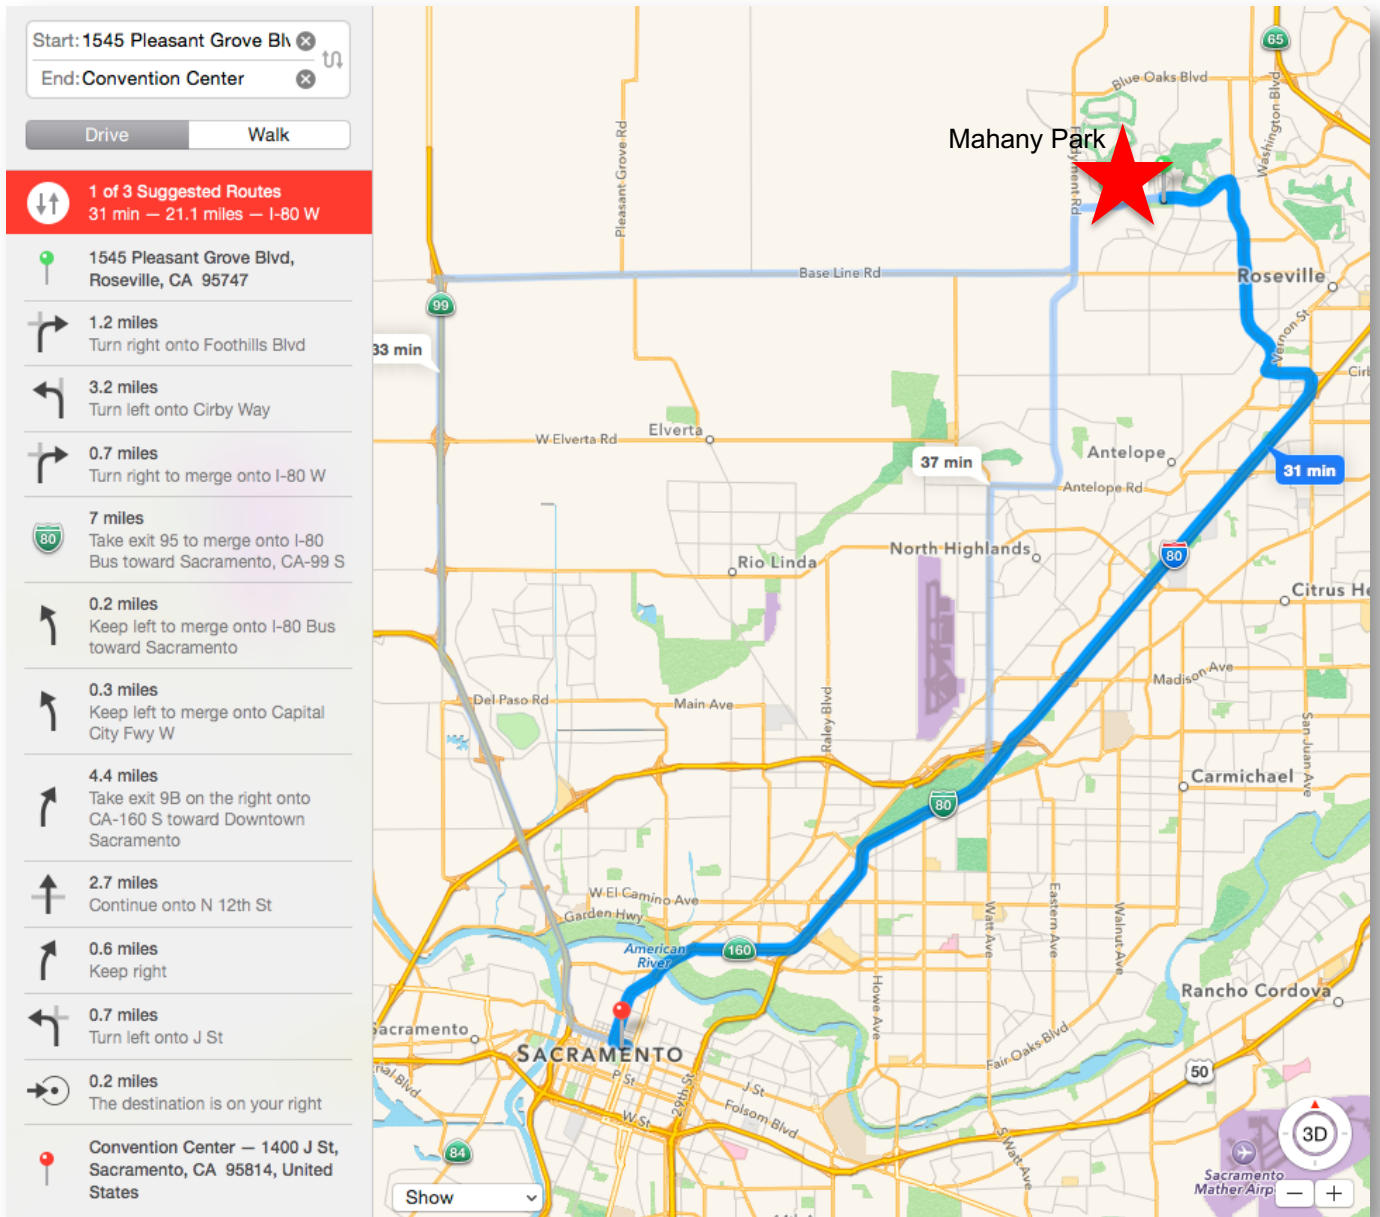 Start: 1545 Pleasant Grove Blv
End: Convention Center
Drive
Walk
1 of 3 Suggested Routes
31 min — 21.1 miles — I-80 W
1545 Pleasant Grove Blvd,
Roseville, CA 95747
1.2 miles
Turn right onto Foothills Blvd
3.2 miles
Turn left onto Cirby Way
0.7 miles
Turn right to merge onto I-80 W
80
7 miles
Take exit 95 to merge onto I-80
Bus toward Sacramento, CA-99 S
0.2 miles
Keep left to merge onto I-80 Bus
toward Sacramento
0.3 miles
Keep left to merge onto Capital
City Fwy W
4.4 miles
Take exit 9B on the right onto
CA-160 S toward Downtown
Sacramento
2.7 miles
Continue onto N 12th St
0.6 miles
Keep right
0.7 miles
Turn left onto J St
0.2 miles
The destination is on your right
Convention Center — 1400 J St,
Sacramento, CA 95814, United
States
65
Blue Oaks Blvd
Washington Blvd
Mahany Park
Pleasant Grove Rd
Base Line Rd
Roseville
99
33 min
Vernon St
Cirb
W Elverta Rd
Elverta
Antelope
37 min
31 min
Antelope Rd
North Highlands
80
Rio Linda
Citrus He
Madison Ave
Del Paso Rd
Main Ave
Raley Blvd
San Juan Ave
Carmichael
80
W El Camino Ave
Garden Hwy
Watt Ave
Eastern Ave
Walnut Ave
American
River
160
Howe Ave
Rancho Cordova
Sacramento
SACRAMENTO
Fair Oaks Blvd
50
rial Blvd
P St
J St
29th St
Folsom Blvd
W St
S Watt Ave
84
3D
Sacramento
Mather Airp
Show
− +